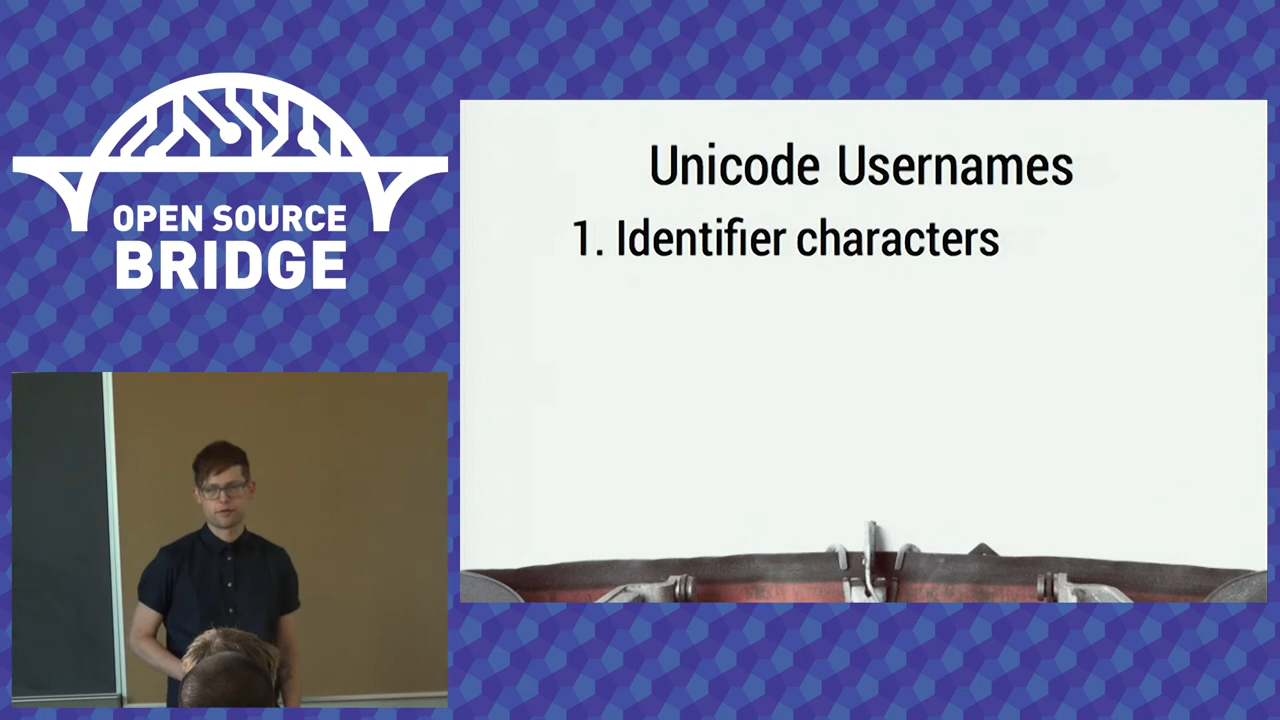 OPEN SOURCE
BRIDGE
Unicode Usernames
1. Identifier characters